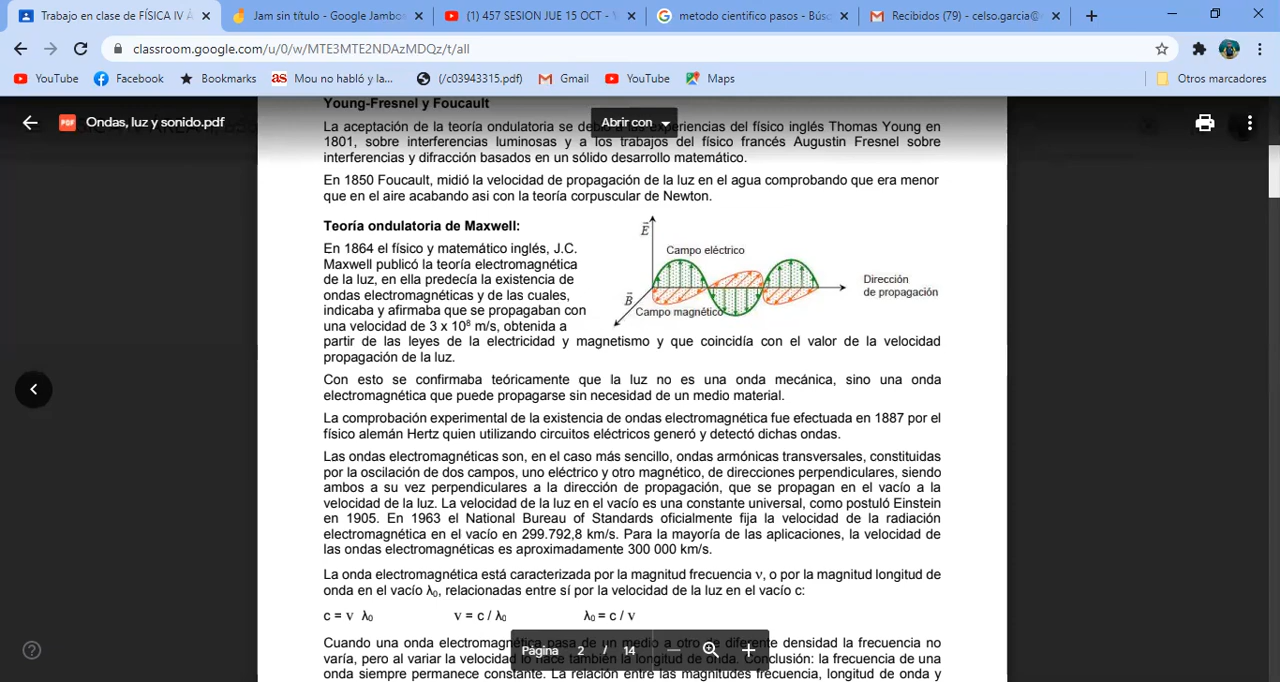 Trabajo en clase de FÍSICA IV Á
Jam sin título - Google Jambo
(1) 457 SESION JUE 15 OCT - 
metodo cientifico pasos - Bús
Recibidos (79) - celso.garcia@
classroom.google.com/u/0/w/MTE3MTE2NDAzMDQz/t/all
YouTube
Facebook
Bookmarks
as Mou no habló y la...
(/c03943315.pdf)
Gmail
YouTube
Maps
Otros marcadores
PDF Ondas, luz y sonido.pdf
Abrir con
Young-Fresnel y Foucault
La aceptación de la teoría ondulatoria se debió a las experiencias del físico inglés Thomas Young en
1801, sobre interferencias luminosas y a los trabajos del físico francés Augustin Fresnel sobre
interferencias y difracción basados en un sólido desarrollo matemático.
En 1850 Foucault, midió la velocidad de propagación de la luz en el agua comprobando que era menor
que en el aire acabando asi con la teoría corpuscular de Newton.
Teoría ondulatoria de Maxwell:
En 1864 el físico y matemático inglés, J.C.
Maxwell publicó la teoría electromagnética
de la luz, en ella predecía la existencia de
ondas electromagnéticas y de las cuales,
indicaba y afirmaba que se propagaban con
una velocidad de 3 x 10⁸ m/s, obtenida a
partir de las leyes de la electricidad y magnetismo y que coincidía con el valor de la velocidad
propagación de la luz.
E
Campo eléctrico
Dirección
de propagación
B
Campo magnético
Con esto se confirmaba teóricamente que la luz no es una onda mecánica, sino una onda
electromagnética que puede propagarse sin necesidad de un medio material.
La comprobación experimental de la existencia de ondas electromagnética fue efectuada en 1887 por el
físico alemán Hertz quien utilizando circuitos eléctricos generó y detectó dichas ondas.
Las ondas electromagnéticas son, en el caso más sencillo, ondas armónicas transversales, constituidas
por la oscilación de dos campos, uno eléctrico y otro magnético, de direcciones perpendiculares, siendo
ambos a su vez perpendiculares a la dirección de propagación, que se propagan en el vacío a la
velocidad de la luz. La velocidad de la luz en el vacío es una constante universal, como postuló Einstein
en 1905. En 1963 el National Bureau of Standards oficialmente fija la velocidad de la radiación
electromagnética en el vacío en 299.792,8 km/s. Para la mayoría de las aplicaciones, la velocidad de
las ondas electromagnéticas es aproximadamente 300 000 km/s.
La onda electromagnética está caracterizada por la magnitud frecuencia ν, o por la magnitud longitud de
onda en el vacío λ₀, relacionadas entre sí por la velocidad de la luz en el vacío c:
c = ν λ₀ ν = c / λ₀ λ₀ = c / ν
Cuando una onda electromagnética pasa de un medio a otro de diferente densidad la frecuencia no
varía, pero al variar la velocidad lo hace también la longitud de onda. Conclusión: la frecuencia de una
onda siempre permanece constante. La relación entre las magnitudes frecuencia, longitud de onda y
Página 2 / 14